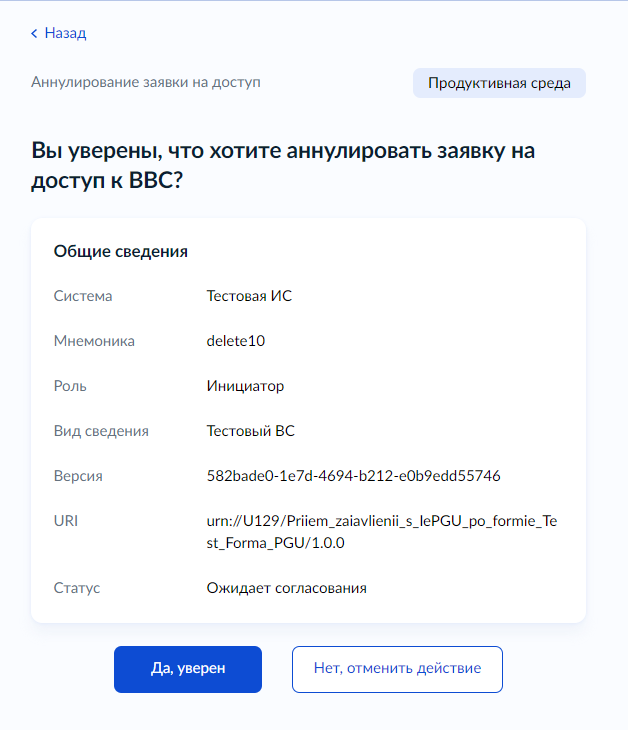 Назад
Аннулирование заявки на доступ
Продуктивная среда
Вы уверены, что хотите аннулировать заявку на
доступ к ВВС?
Общие сведения
Система Тестовая ИС
Мнемоника delete10
Роль Инициатор
Вид сведения Тестовый ВС
Версия 582bade0-1e7d-4694-b212-e0b9edd55746
URI urn://U129/Priiem_zaiavlienii_s_IePGU_po_formie_Te
st_Forma_PGU/1.0.0
Статус Ожидает согласования
Да, уверен
Нет, отменить действие